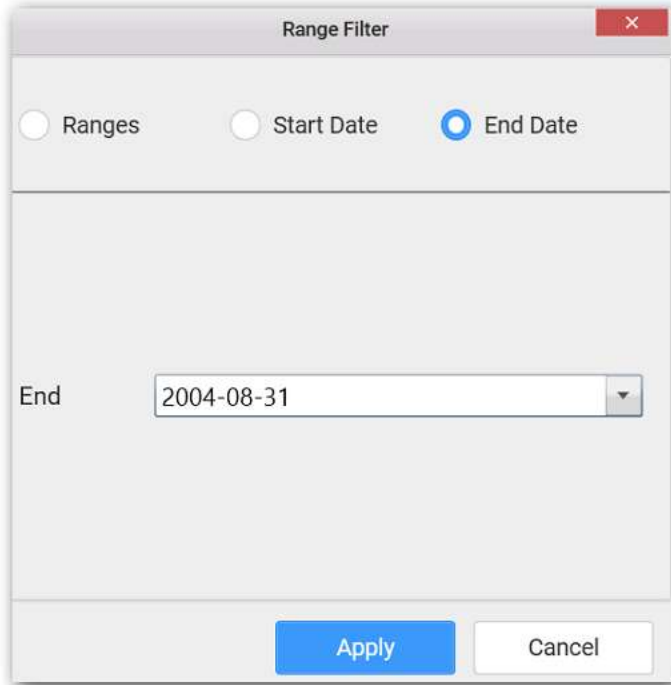 Range Filter
Ranges Start Date End Date
End 2004-08-31
Apply Cancel